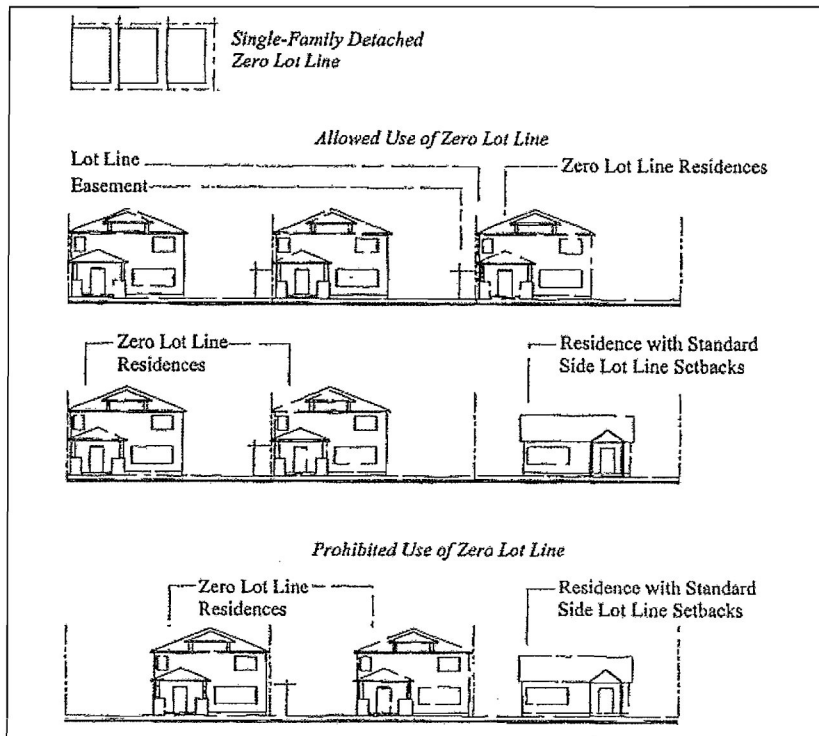 Single-Family Detached
Zero Lot Line
Allowed Use of Zero Lot Line
Lot Line
Easement
Zero Lot Line Residences
Zero Lot Line
Residences
Residence with Standard
Side Lot Line Setbacks
Prohibited Use of Zero Lot Line
Zero Lot Line
Residences
Residence with Standard
Side Lot Line Setbacks